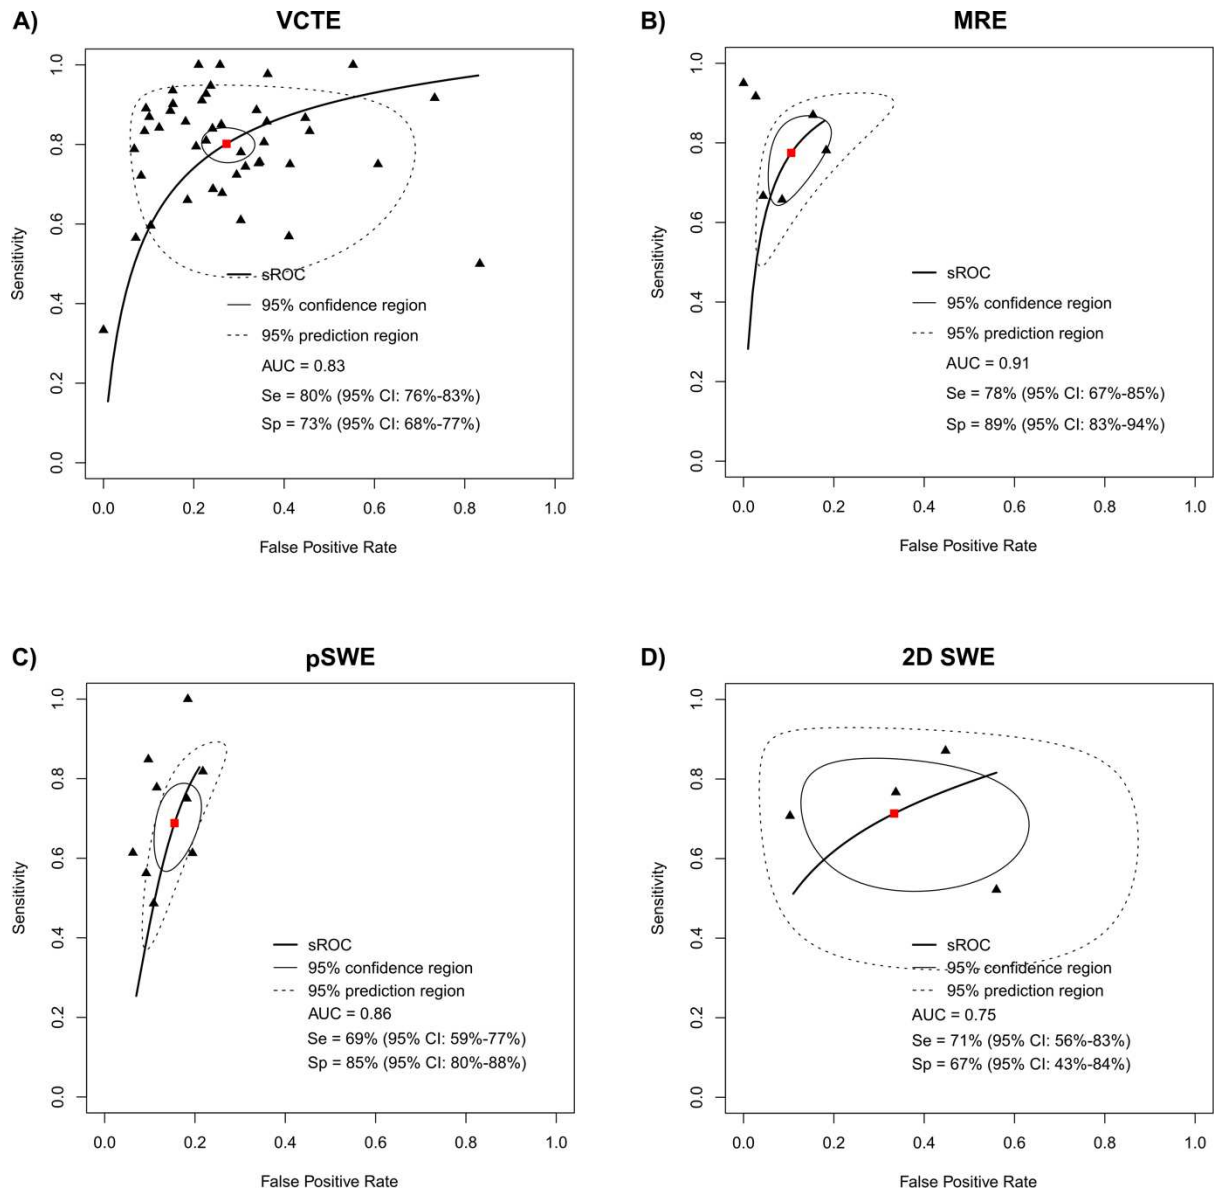 A)
VCTE
1.0
0.8
0.6
0.4
0.2
0.0
Sensitivity
sROC
95% confidence region
95% prediction region
AUC = 0.83
Se = 80% (95% CI: 76%-83%)
Sp = 73% (95% CI: 68%-77%)
0.0 0.2 0.4 0.6 0.8 1.0
False Positive Rate
B)
MRE
1.0
0.8
0.6
0.4
0.2
0.0
Sensitivity
sROC
95% confidence region
95% prediction region
AUC = 0.91
Se = 78% (95% CI: 67%-85%)
Sp = 89% (95% CI: 83%-94%)
0.0 0.2 0.4 0.6 0.8 1.0
False Positive Rate
C)
pSWE
1.0
0.8
0.6
0.4
0.2
0.0
Sensitivity
sROC
95% confidence region
95% prediction region
AUC = 0.86
Se = 69% (95% CI: 59%-77%)
Sp = 85% (95% CI: 80%-88%)
0.0 0.2 0.4 0.6 0.8 1.0
False Positive Rate
D)
2D SWE
1.0
0.8
0.6
0.4
0.2
0.0
Sensitivity
sROC
95% confidence region
95% prediction region
AUC = 0.75
Se = 71% (95% CI: 56%-83%)
Sp = 67% (95% CI: 43%-84%)
0.0 0.2 0.4 0.6 0.8 1.0
False Positive Rate